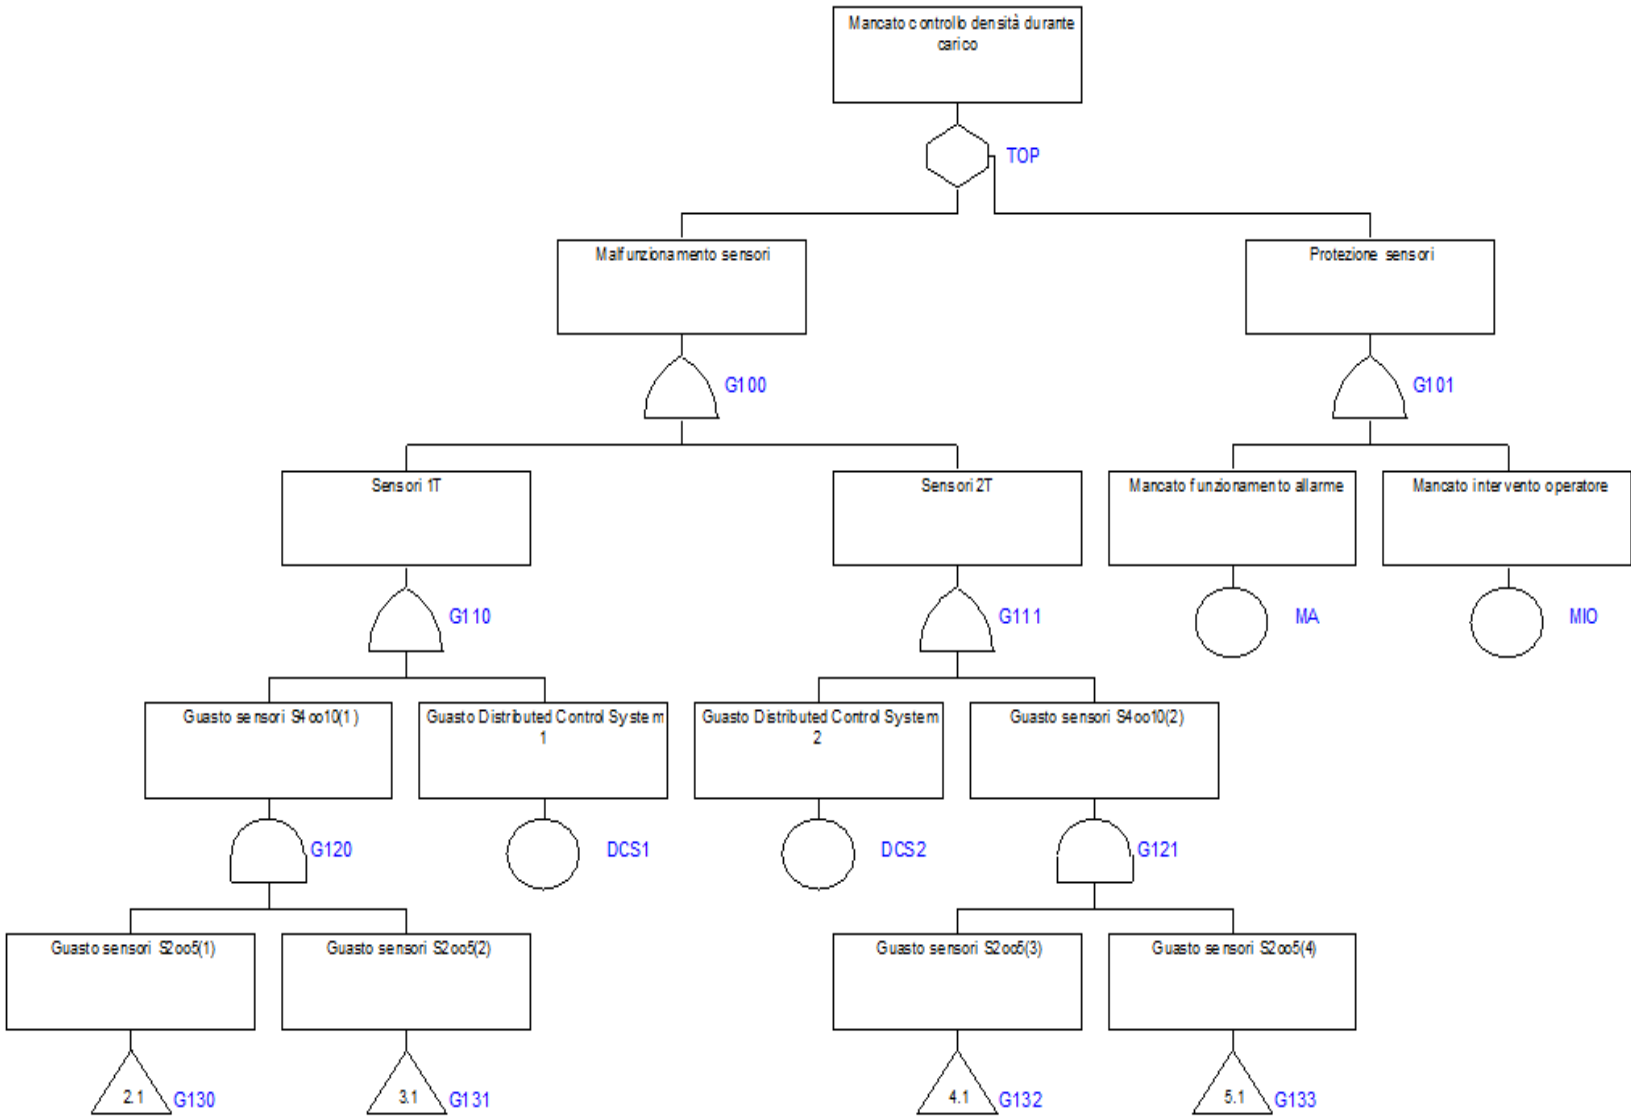 Mancato controllo densità durante
carico
TOP
Malfunzionamento sensori
Protezione sensori
G100
G101
Sensori 1T
Sensori 2T
Mancato funzionamento allarme
Mancato intervento operatore
G110
G111
MA
MIO
Guasto sensori S4oo10(1)
Guasto Distributed Control System
1
Guasto Distributed Control System
2
Guasto sensori S4oo10(2)
G120
DCS1
DCS2
G121
Guasto sensori S2oo5(1)
Guasto sensori S2oo5(2)
Guasto sensori S2oo5(3)
Guasto sensori S2oo5(4)
2.1
G130
3.1
G131
4.1
G132
5.1
G133